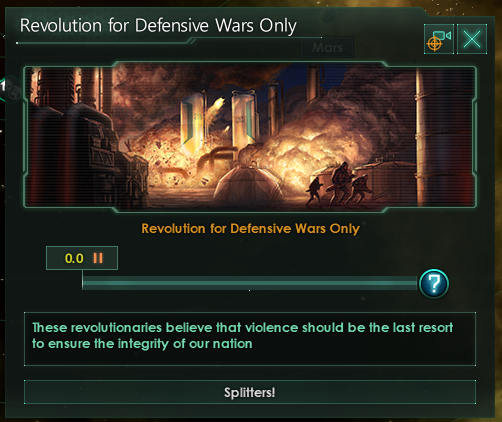 Revolution for Defensive Wars Only
Mars
Revolution for Defensive Wars Only
0.0
?
These revolutionaries believe that violence should be the last resort
to ensure the integrity of our nation
Splitters!